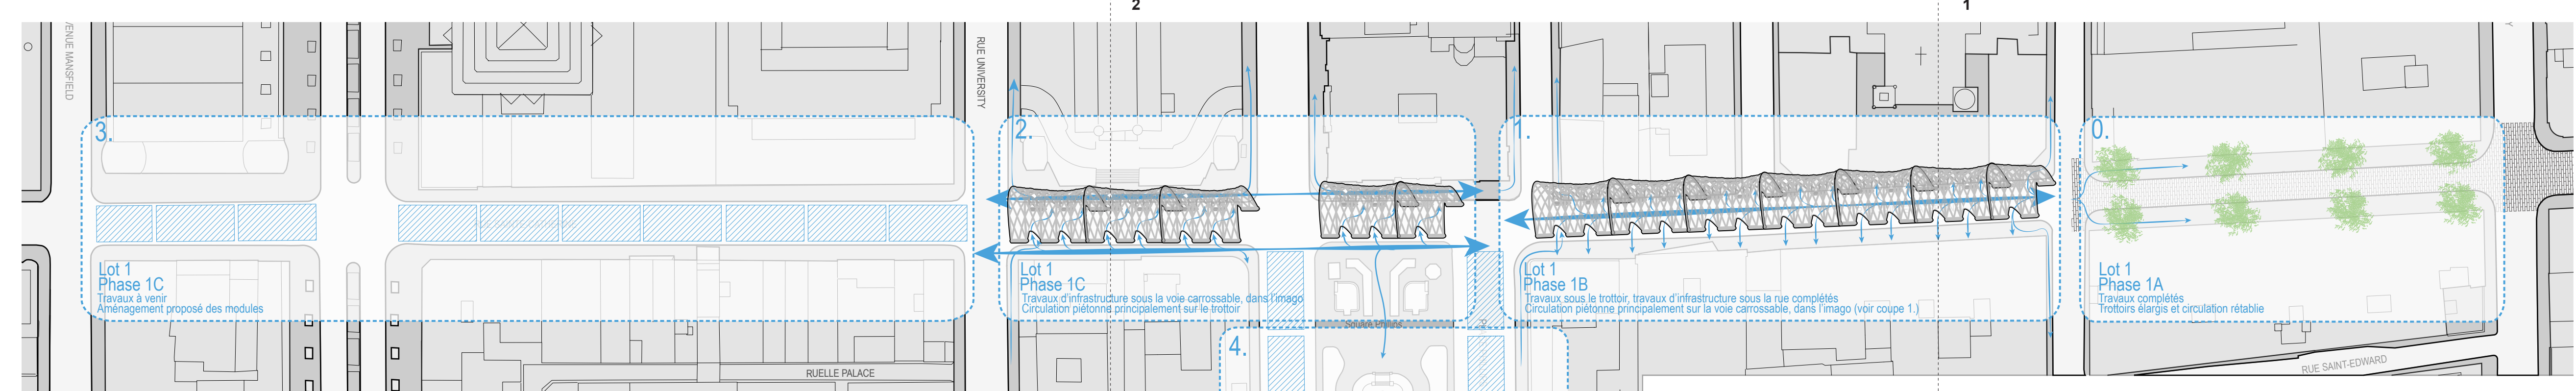 2
1
VENUE MANSFIELD
RUE UNIVERSITY
3.
2.
1.
0.
Lot 1
Phase 1C
Travaux à venir
Aménagement proposé des modules
Lot 1
Phase 1C
Travaux d'infrastructure sous la voie carrossable, dans l'imago
Circulation piétonne principalement sur le trottoir
Lot 1
Phase 1B
Travaux sous le trottoir, travaux d'infrastructure sous la rue complétés
Circulation piétonne principalement sur la voie carrossable, dans l'imago (voir coupe 1.)
Lot 1
Phase 1A
Travaux complétés
Trottoirs élargis et circulation rétablie
Square Phillips
4.
RUELLE PALACE
RUE SAINT-EDWARD